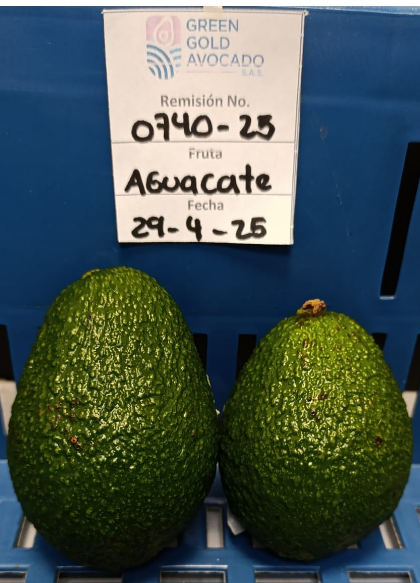 GREEN
GOLD
AVOCADO
S.A.S.
Remisión No.
0740-25
Fruta
AGuacate
Fecha
29-4-25